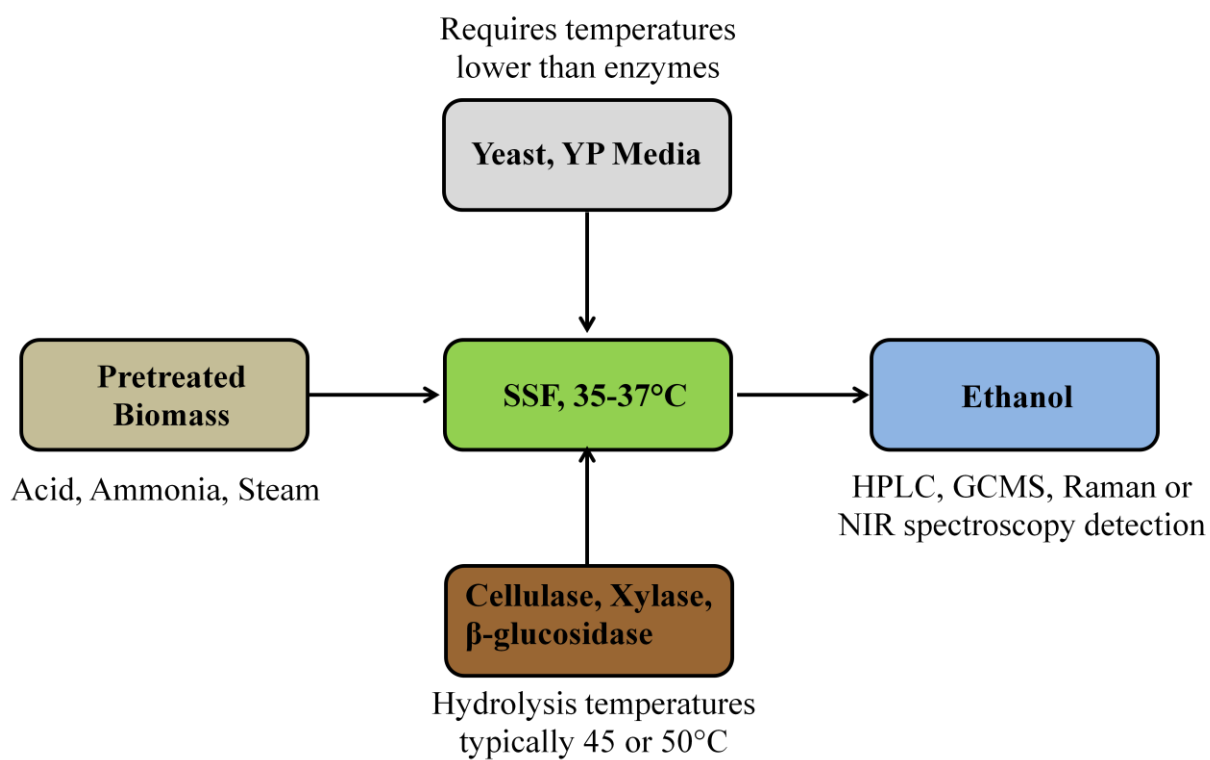 Requires temperatures
lower than enzymes
Yeast, YP Media
Pretreated
Biomass
Acid, Ammonia, Steam
SSF, 35-37°C
Ethanol
HPLC, GCMS, Raman or
NIR spectroscopy detection
Cellulase, Xylase,
β-glucosidase
Hydrolysis temperatures
typically 45 or 50°C